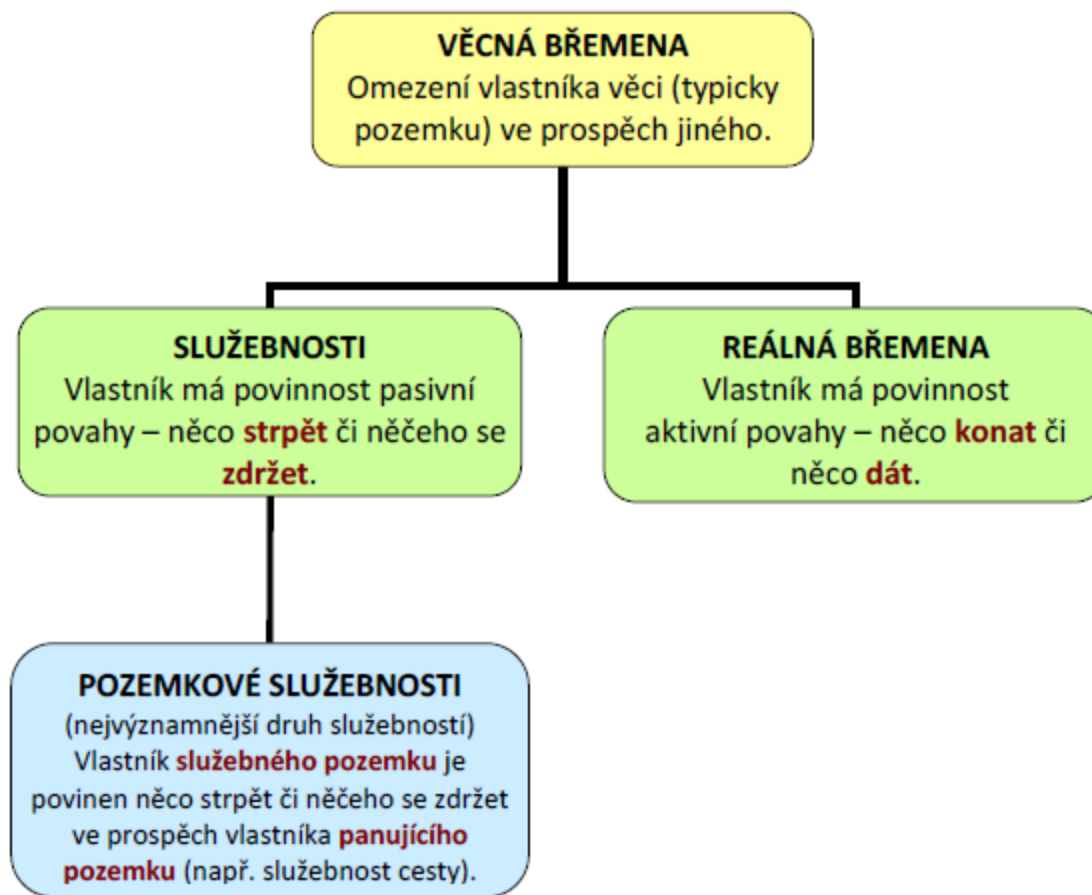 VĚCNÁ BŘEMENA
Omezení vlastníka věci (typicky
pozemku) ve prospěch jiného.
SLUŽEBNOSTI
Vlastník má povinnost pasivní
povahy – něco strpět či něčeho se
zdržet.
REÁLNÁ BŘEMENA
Vlastník má povinnost
aktivní povahy – něco konat či
něco dát.
POZEMKOVÉ SLUŽEBNOSTI
(nejvýznamnější druh služebností)
Vlastník služebného pozemku je
povinen něco strpět či něčeho se zdržet
ve prospěch vlastníka panujícího
pozemku (např. služebnost cesty).